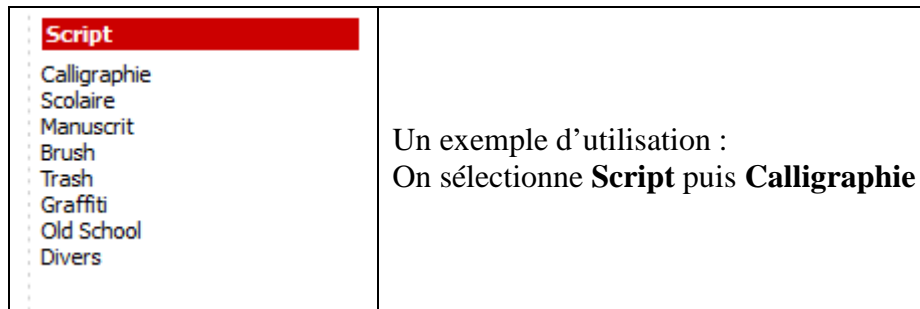 Script
Calligraphie
Scolaire
Manuscrit
Brush
Trash
Graffiti
Old School
Divers
Un exemple d’utilisation :
On sélectionne Script puis Calligraphie